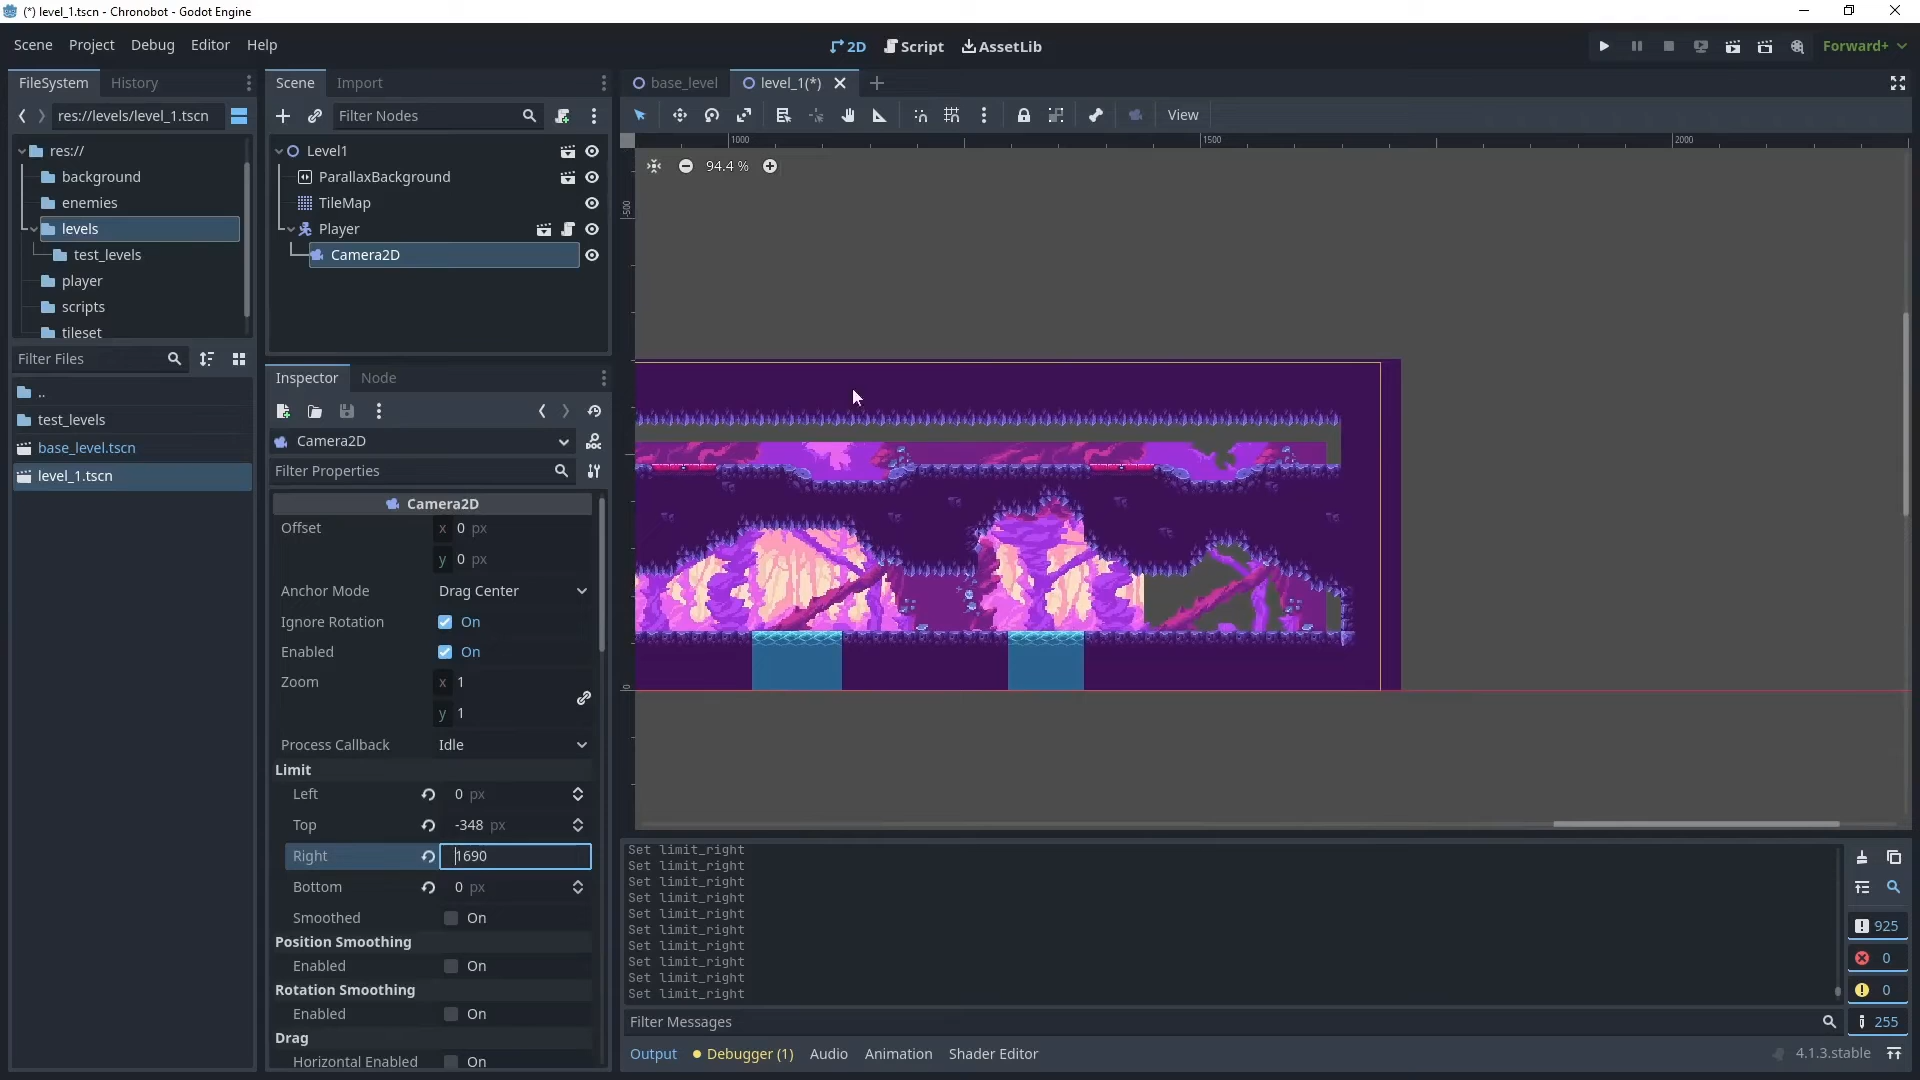 (*) level_1.tscn - Chronobot - Godot Engine
Scene Project Debug Editor Help
2D Script AssetLib
Forward+
FileSystem History
res://levels/level_1.tscn
res://
background
enemies
levels
test_levels
player
scripts
tileset
Filter Files
..
test_levels
base_level.tscn
level_1.tscn
Scene Import
Filter Nodes
Level1
ParallaxBackground
TileMap
Player
Camera2D
Inspector Node
Camera2D
DOC
Filter Properties
Camera2D
Offset x 0 px
y 0 px
Anchor Mode Drag Center
Ignore Rotation On
Enabled On
Zoom x 1
y 1
Process Callback Idle
Limit
Left 0 px
Top -348 px
Right 1690
Bottom 0 px
Smoothed On
Position Smoothing
Enabled On
Rotation Smoothing
Enabled On
Drag
Horizontal Enabled On
base_level level_1(*)
View
1000 1500 2000
-500
0
94.4 %
Set limit_right
Set limit_right
Set limit_right
Set limit_right
Set limit_right
Set limit_right
Set limit_right
Set limit_right
Set limit_right
Set limit_right
925
0
0
255
Filter Messages
Output Debugger (1) Audio Animation Shader Editor
4.1.3.stable